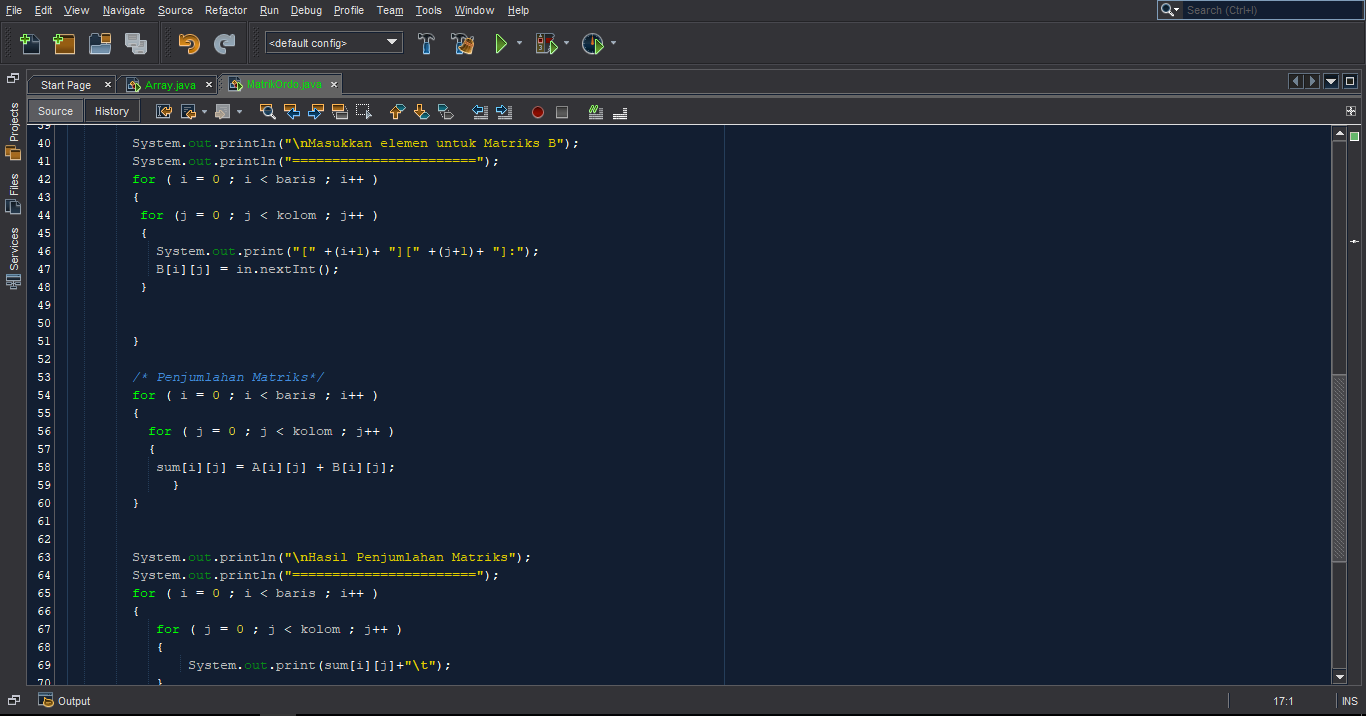 File Edit View Navigate Source Refactor Run Debug Profile Team Tools Window Help
Search (Ctrl+I)
<default config>
Start Page Array.java MatrikOrdo.java
Source History
Projects
Files
Services
39
40 System.out.println("\nMasukkan elemen untuk Matriks B");
41 System.out.println("=======================");
42 for ( i = 0 ; i < baris ; i++ )
43 {
44 for (j = 0 ; j < kolom ; j++ )
45 {
46 System.out.print("[" +(i+1)+ "][" +(j+1)+ "]:");
47 B[i][j] = in.nextInt();
48 }
49
50
51 }
52
53 /* Penjumlahan Matriks*/
54 for ( i = 0 ; i < baris ; i++ )
55 {
56 for ( j = 0 ; j < kolom ; j++ )
57 {
58 sum[i][j] = A[i][j] + B[i][j];
59 }
60 }
61
62
63 System.out.println("\nHasil Penjumlahan Matriks");
64 System.out.println("=======================");
65 for ( i = 0 ; i < baris ; i++ )
66 {
67 for ( j = 0 ; j < kolom ; j++ )
68 {
69 System.out.print(sum[i][j]+"\t");
70 }
Output
17:1 INS